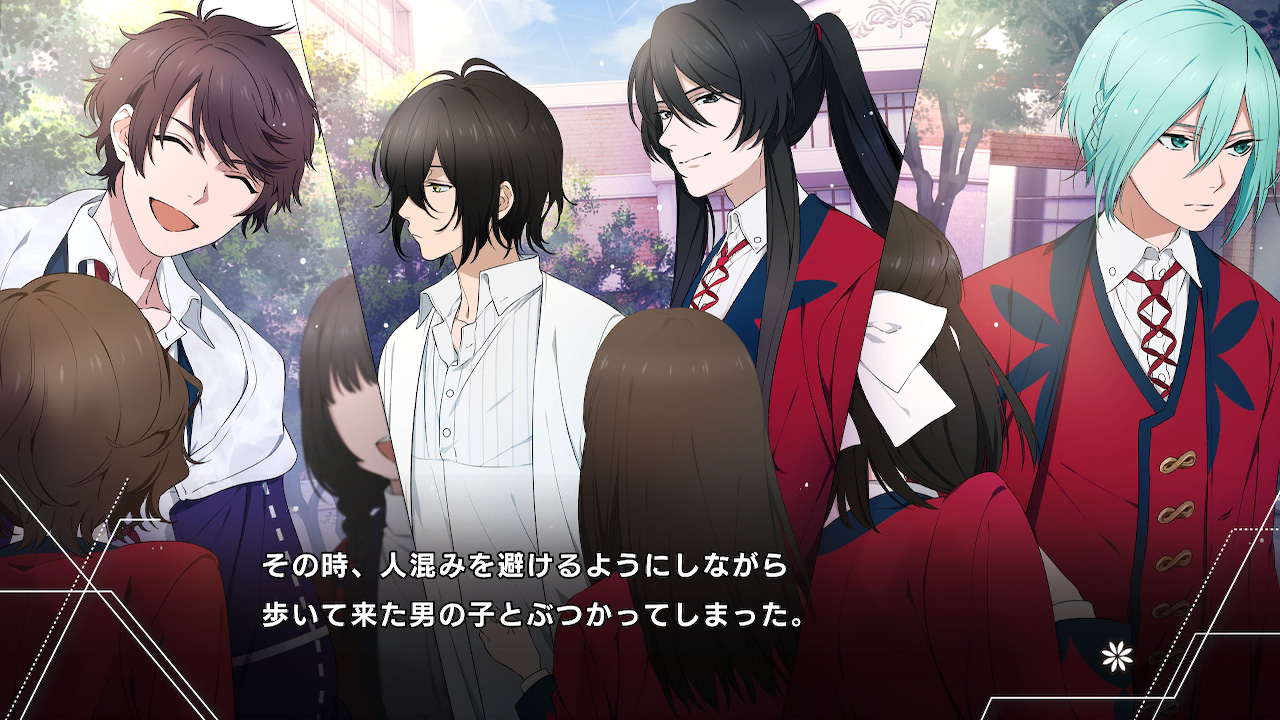 その時、人混みを避けるようにしながら
歩いて来た男の子とぶつかってしまった。